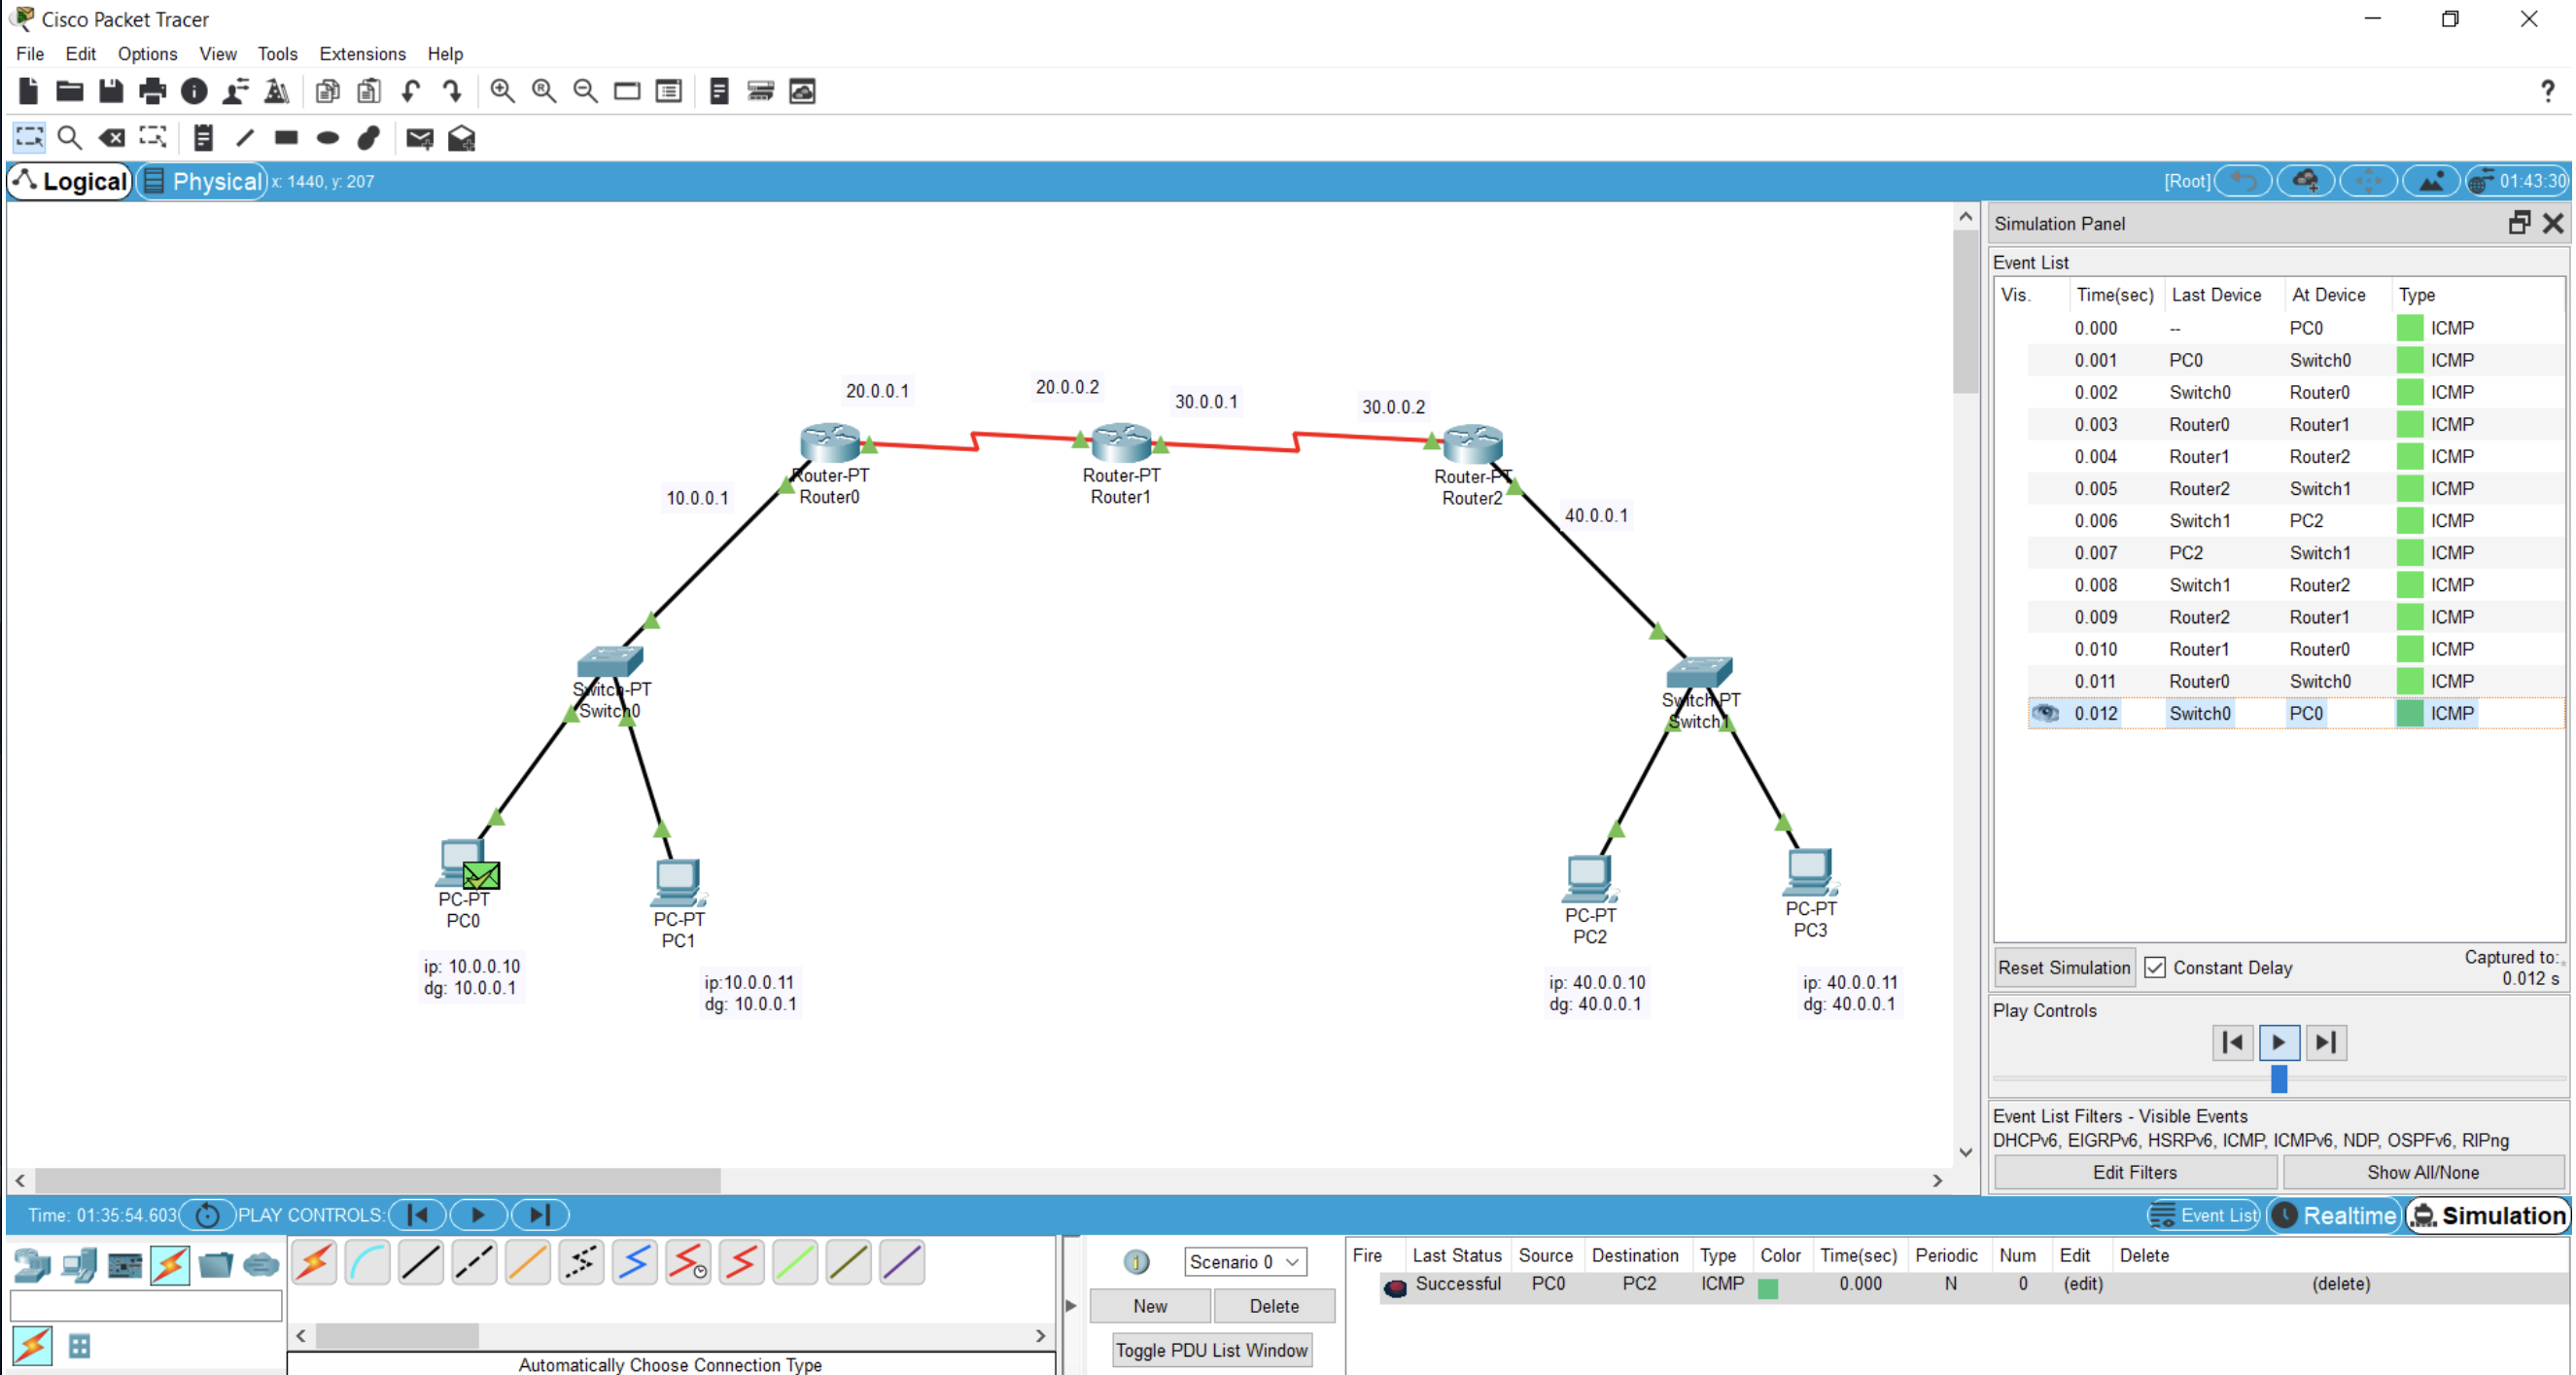 Cisco Packet Tracer
File Edit Options View Tools Extensions Help
?
Logical Physical x: 1440, y: 207 [Root] 01:43:30
Simulation Panel
Event List
Vis. Time(sec) Last Device At Device Type
0.000 -- PC0 ICMP
0.001 PC0 Switch0 ICMP
0.002 Switch0 Router0 ICMP
0.003 Router0 Router1 ICMP
0.004 Router1 Router2 ICMP
0.005 Router2 Switch1 ICMP
0.006 Switch1 PC2 ICMP
0.007 PC2 Switch1 ICMP
0.008 Switch1 Router2 ICMP
0.009 Router2 Router1 ICMP
0.010 Router1 Router0 ICMP
0.011 Router0 Switch0 ICMP
0.012 Switch0 PC0 ICMP
Reset Simulation Constant Delay Captured to:
0.012 s
Play Controls
Event List Filters - Visible Events
DHCPv6, EIGRPv6, HSRPv6, ICMP, ICMPv6, NDP, OSPFv6, RIPng
Edit Filters Show All/None
20.0.0.1 20.0.0.2 30.0.0.1 30.0.0.2
Router-PT
Router0
Router-PT
Router1
Router-PT
Router2
10.0.0.1
40.0.0.1
Switch-PT
Switch0
Switch-PT
Switch1
PC-PT
PC0
PC-PT
PC1
PC-PT
PC2
PC-PT
PC3
ip: 10.0.0.10
dg: 10.0.0.1
ip:10.0.0.11
dg: 10.0.0.1
ip: 40.0.0.10
dg: 40.0.0.1
ip: 40.0.0.11
dg: 40.0.0.1
Time: 01:35:54.603 PLAY CONTROLS: Event List Realtime Simulation
Scenario 0
New Delete
Toggle PDU List Window
Fire Last Status Source Destination Type Color Time(sec) Periodic Num Edit Delete
Successful PC0 PC2 ICMP 0.000 N 0 (edit) (delete)
Automatically Choose Connection Type